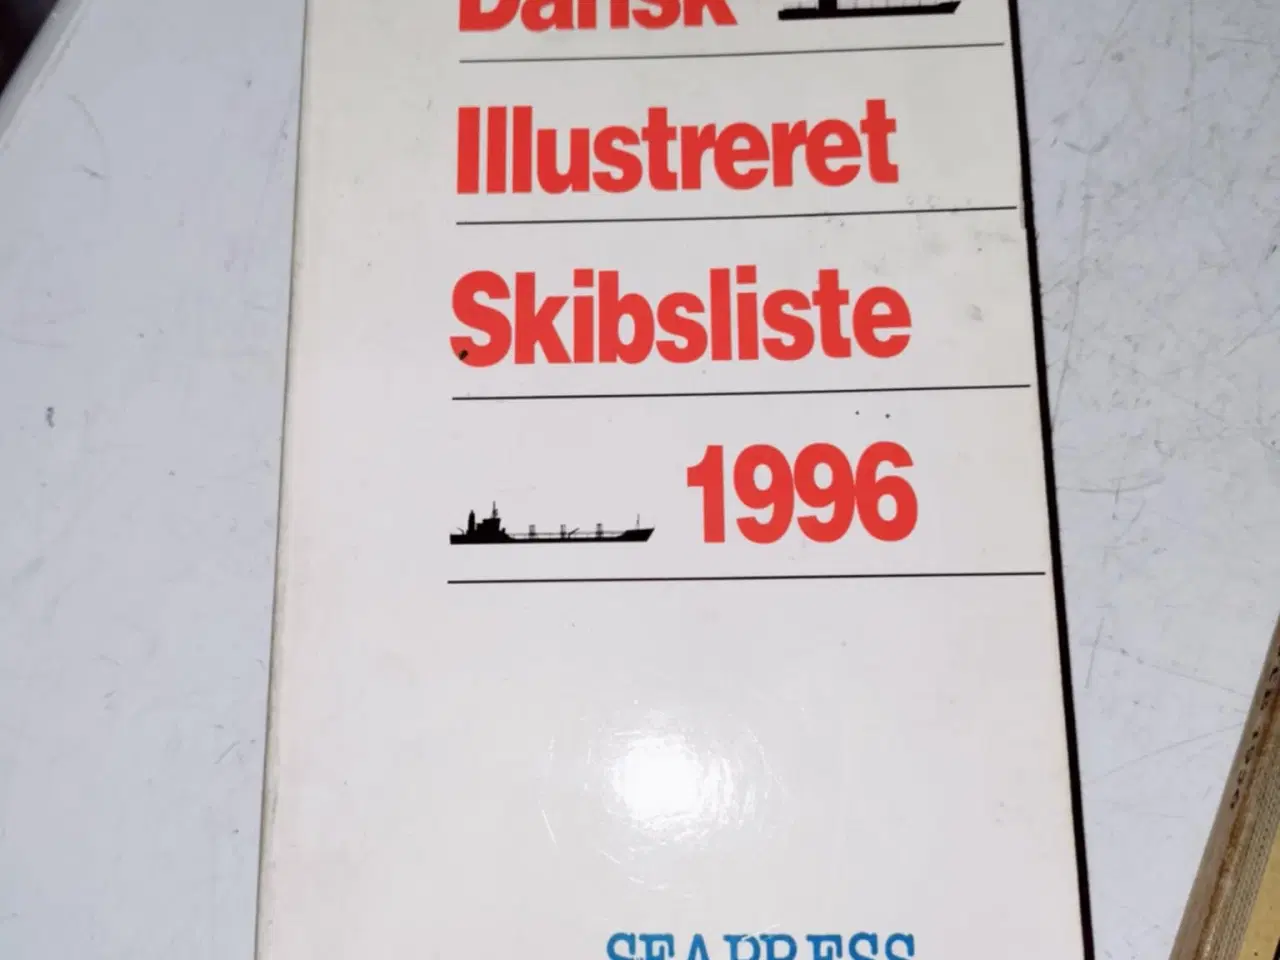 Dansk
Illustreret
Skibsliste
1996
SEAPRESS